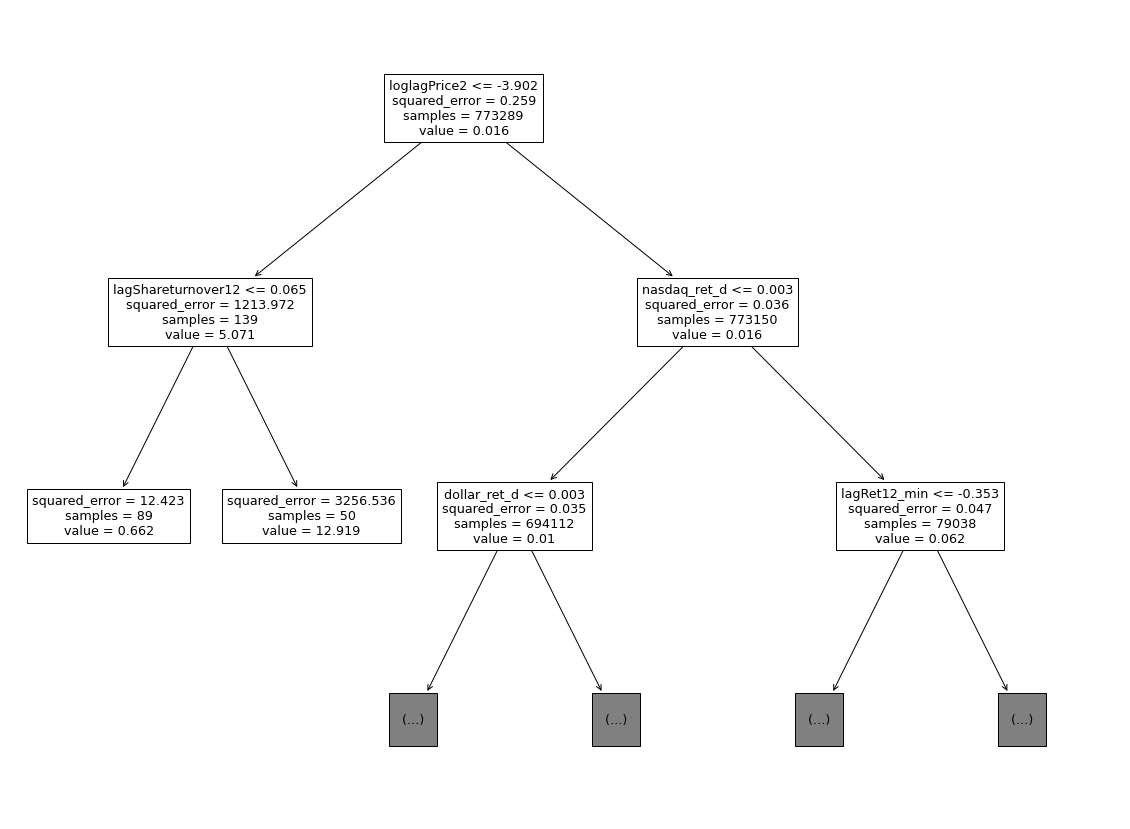 loglagPrice2 <= -3.902
squared_error = 0.259
samples = 773289
value = 0.016
lagShareturnover12 <= 0.065
squared_error = 1213.972
samples = 139
value = 5.071
nasdaq_ret_d <= 0.003
squared_error = 0.036
samples = 773150
value = 0.016
squared_error = 12.423
samples = 89
value = 0.662
squared_error = 3256.536
samples = 50
value = 12.919
dollar_ret_d <= 0.003
squared_error = 0.035
samples = 694112
value = 0.01
lagRet12_min <= -0.353
squared_error = 0.047
samples = 79038
value = 0.062
(...)
(...)
(...)
(...)